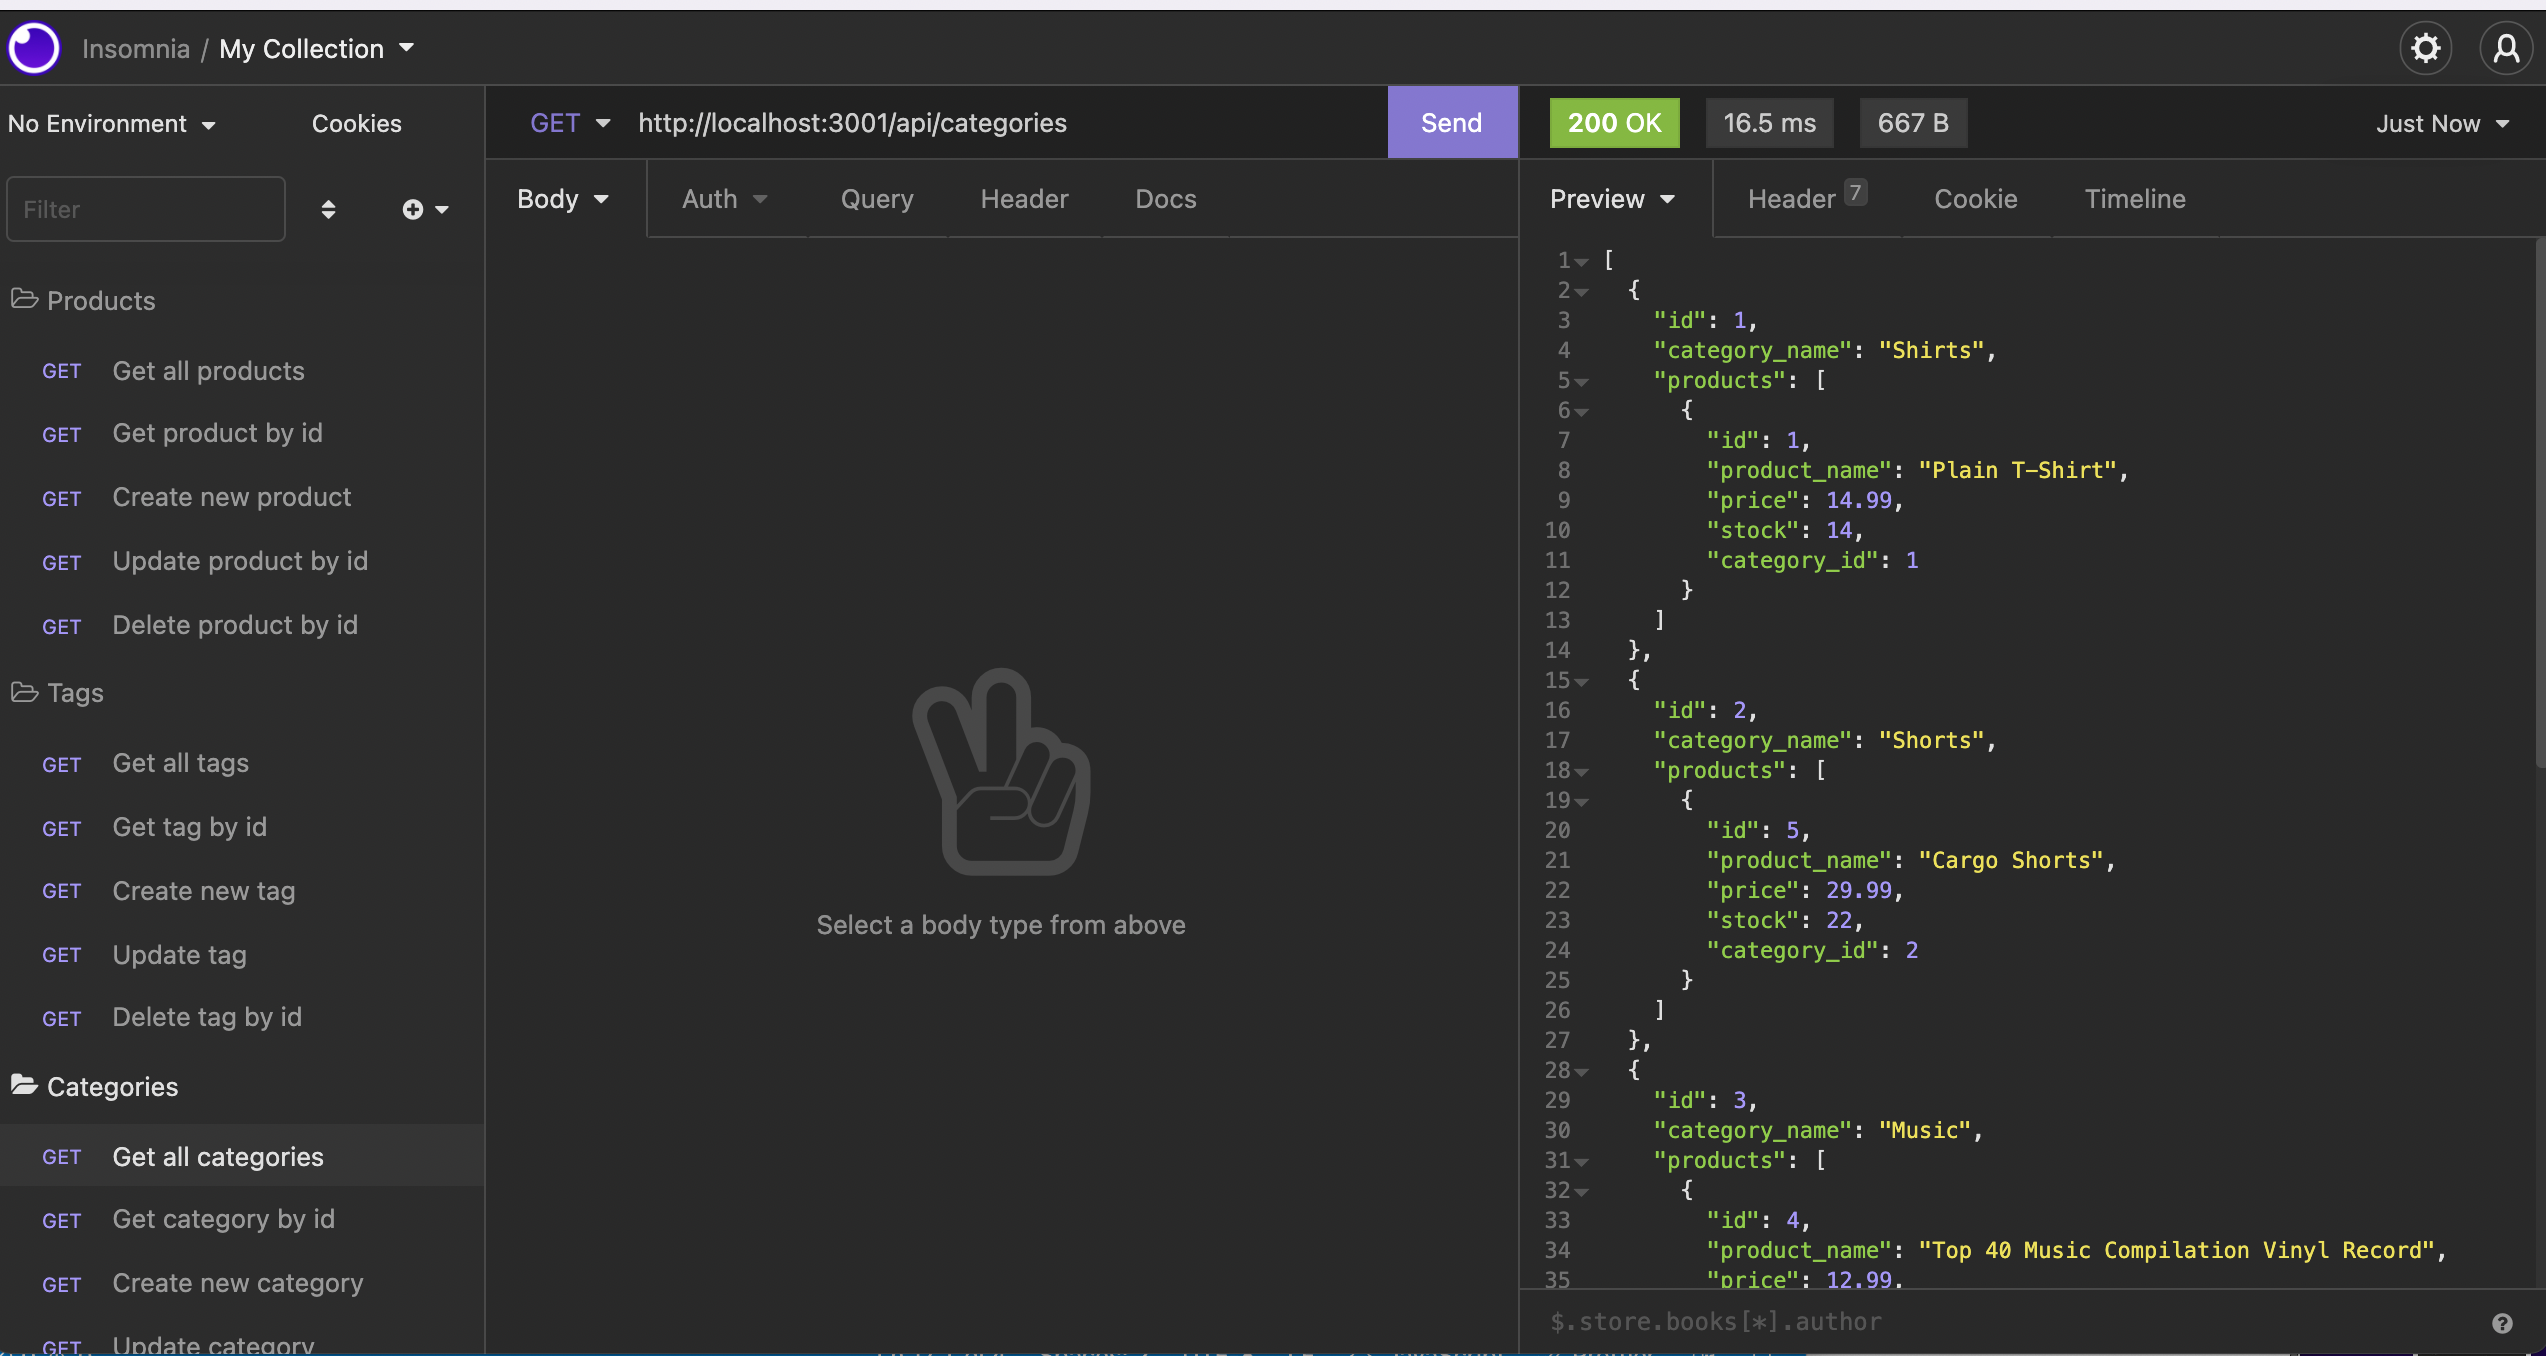 Insomnia / My Collection
No Environment
Cookies
GET http://localhost:3001/api/categories
Send
200 OK
16.5 ms
667 B
Just Now
Filter
Body
Auth
Query
Header
Docs
Preview
Header 7
Cookie
Timeline
Products
GET Get all products
GET Get product by id
GET Create new product
GET Update product by id
GET Delete product by id
Tags
GET Get all tags
GET Get tag by id
GET Create new tag
GET Update tag
GET Delete tag by id
Categories
GET Get all categories
GET Get category by id
GET Create new category
GET Update category
Select a body type from above
1 [
2 {
3 "id": 1,
4 "category_name": "Shirts",
5 "products": [
6 {
7 "id": 1,
8 "product_name": "Plain T-Shirt",
9 "price": 14.99,
10 "stock": 14,
11 "category_id": 1
12 }
13 ]
14 },
15 {
16 "id": 2,
17 "category_name": "Shorts",
18 "products": [
19 {
20 "id": 5,
21 "product_name": "Cargo Shorts",
22 "price": 29.99,
23 "stock": 22,
24 "category_id": 2
25 }
26 ]
27 },
28 {
29 "id": 3,
30 "category_name": "Music",
31 "products": [
32 {
33 "id": 4,
34 "product_name": "Top 40 Music Compilation Vinyl Record",
35 "price": 12.99,
$.store.books[*].author